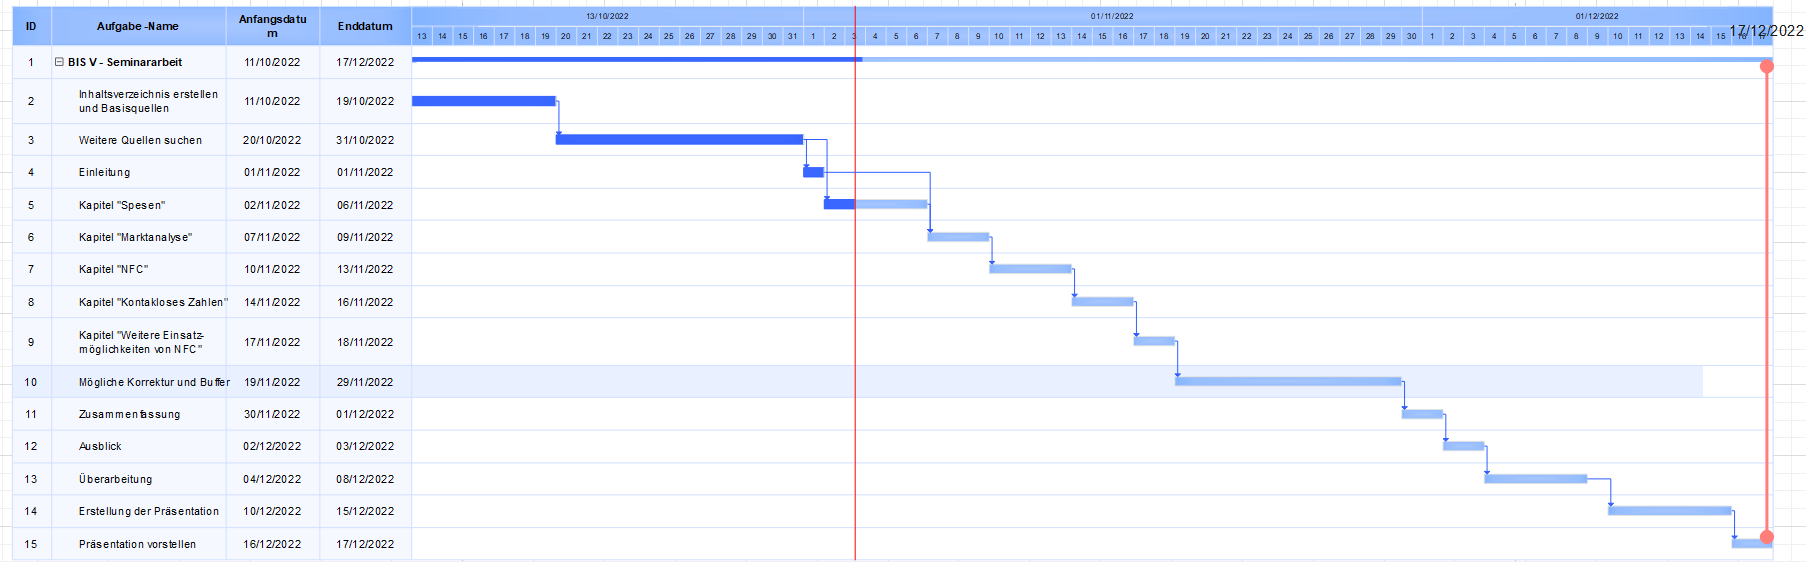 ID Aufgabe -Name Anfangsdatu
m Enddatum 13/10/2022 01/11/2022 01/12/2022
13 14 15 16 17 18 19 20 21 22 23 24 25 26 27 28 29 30 31 1 2 3 4 5 6 7 8 9 10 11 12 13 14 15 16 17 18 19 20 21 22 23 24 25 26 27 28 29 30 1 2 3 4 5 6 7 8 9 10 11 12 13 14 15 16
17/12/2022
1 BIS V - Seminararbeit 11/10/2022 17/12/2022
2 Inhaltsverzeichnis erstellen
und Basisquellen 11/10/2022 19/10/2022
3 Weitere Quellen suchen 20/10/2022 31/10/2022
4 Einleitung 01/11/2022 01/11/2022
5 Kapitel "Spesen" 02/11/2022 06/11/2022
6 Kapitel "Marktanalyse" 07/11/2022 09/11/2022
7 Kapitel "NFC" 10/11/2022 13/11/2022
8 Kapitel "Kontakloses Zahlen" 14/11/2022 16/11/2022
9 Kapitel "Weitere Einsatz-
möglichkeiten von NFC" 17/11/2022 18/11/2022
10 Mögliche Korrektur und Buffer 19/11/2022 29/11/2022
11 Zusammenfassung 30/11/2022 01/12/2022
12 Ausblick 02/12/2022 03/12/2022
13 Überarbeitung 04/12/2022 08/12/2022
14 Erstellung der Präsentation 10/12/2022 15/12/2022
15 Präsentation vorstellen 16/12/2022 17/12/2022